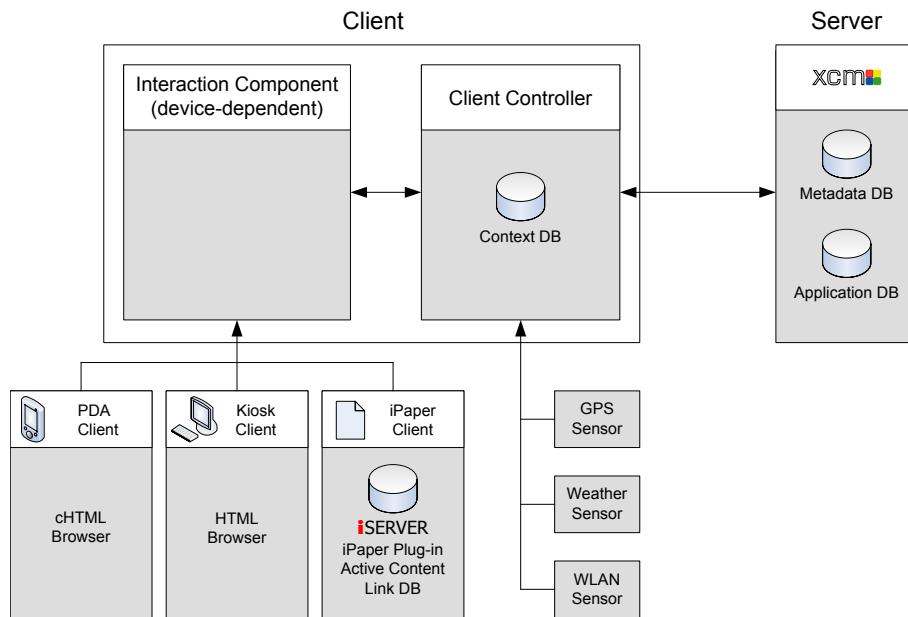 Client
Server
Interaction Component
(device-dependent)
Client Controller
xcm
Context DB
Metadata DB
Application DB
PDA
Client
Kiosk
Client
iPaper
Client
cHTML
Browser
HTML
Browser
iSERVER
iPaper Plug-in
Active Content
Link DB
GPS
Sensor
Weather
Sensor
WLAN
Sensor